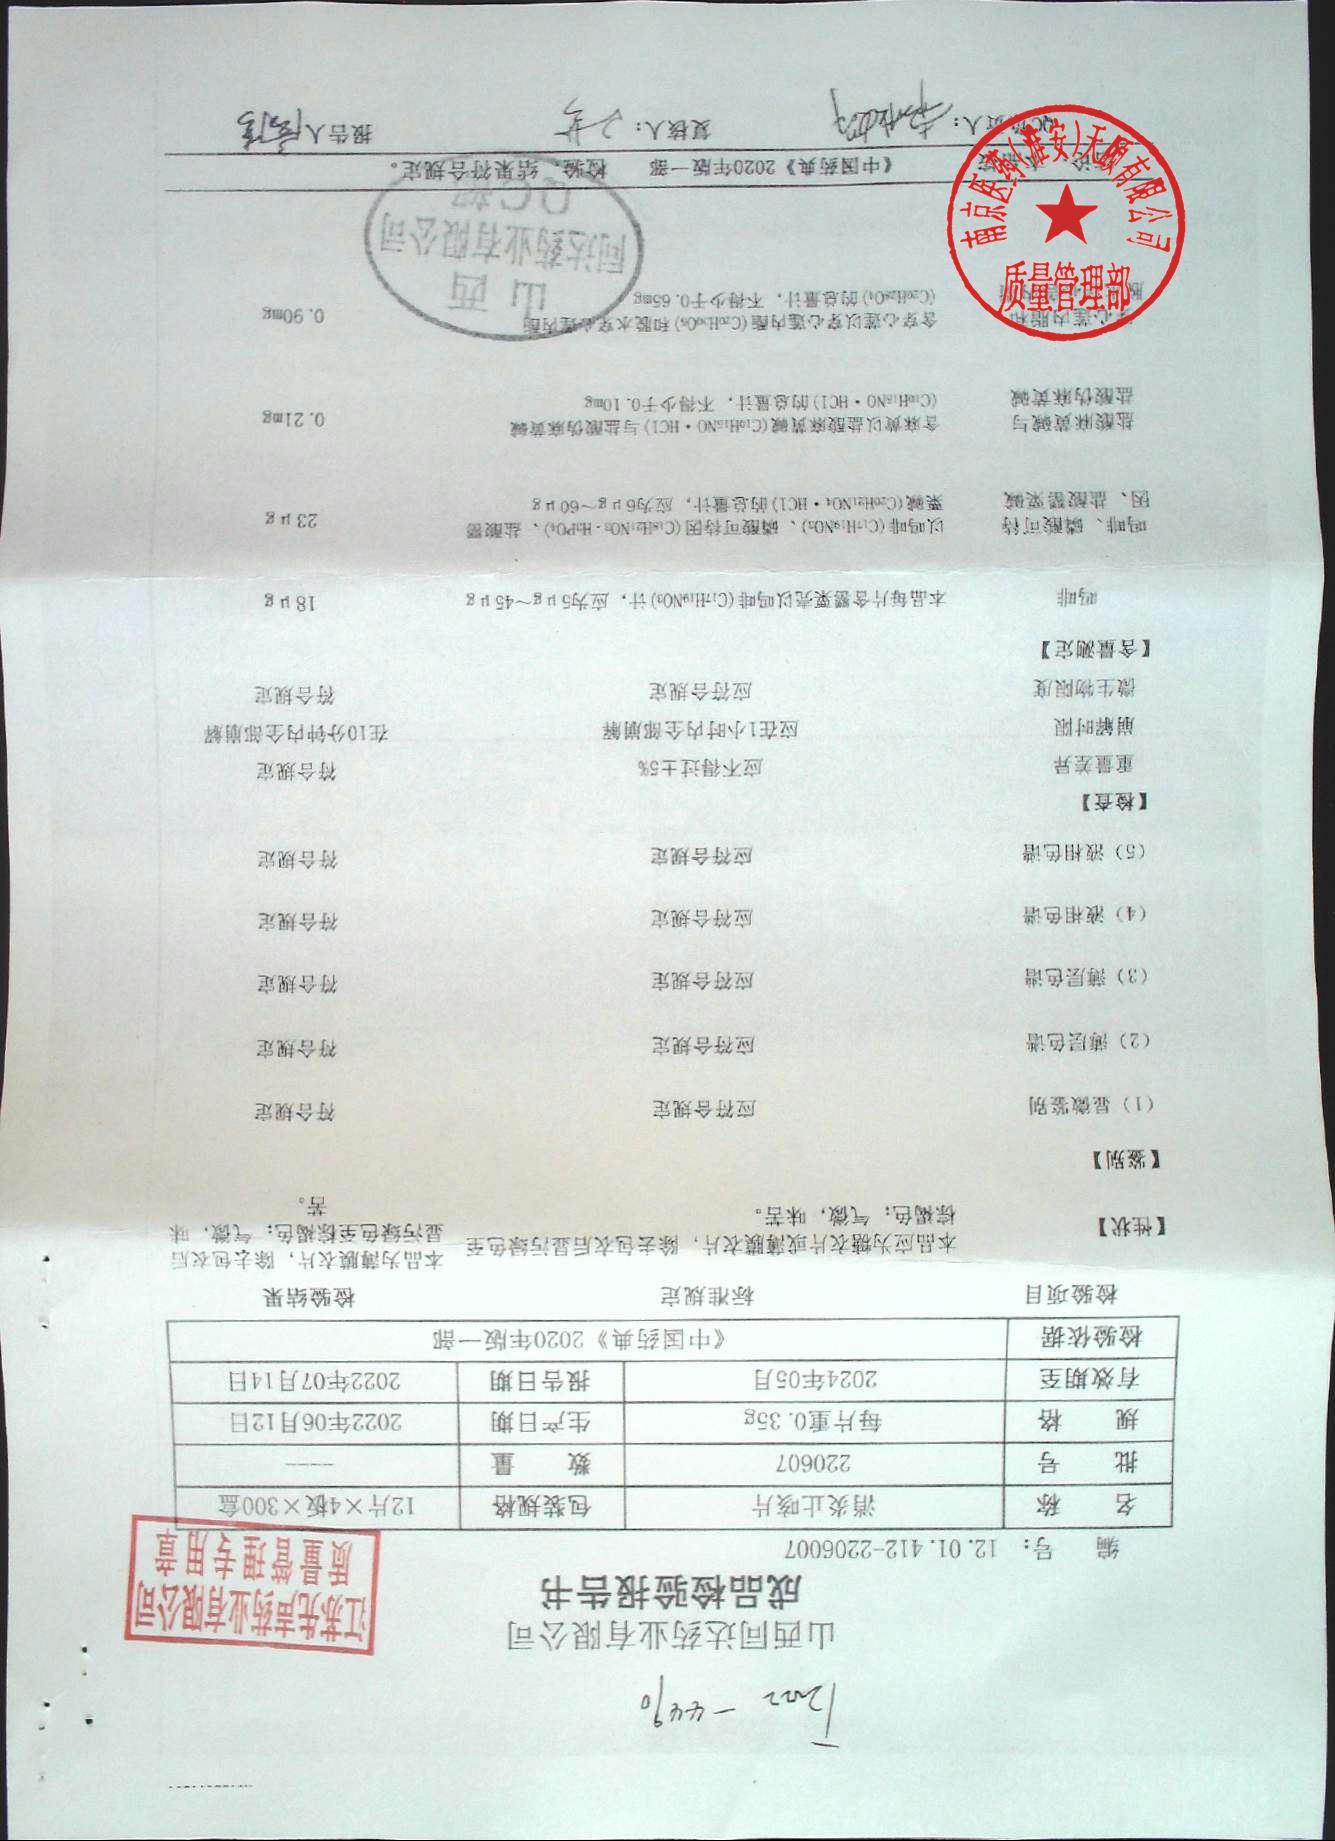 山西同达药业有限公司
成品检验报告书
江苏先声药业有限公司
质量管理专用章
编 号: 12.01.412-2206007
名 称 消炎止咳片 包装规格 12片×4板×300盒
批 号 220607 数 量 ----
规 格 每片重0.35g 生产日期 2022年06月12日
有效期至 2024年05月 报告日期 2022年07月14日
检验依据 《中国药典》2020年版一部
检验项目 标准规定 检验结果
【性状】 本品应为糖衣片或薄膜衣片，除去包衣后显污绿色至 本品为薄膜衣片，除去包衣后
棕褐色；气微，味苦。 显污绿色至棕褐色；气微，味
苦。
【鉴别】
(1) 显微鉴别 应符合规定 符合规定
(2) 薄层色谱 应符合规定 符合规定
(3) 薄层色谱 应符合规定 符合规定
(4) 液相色谱 应符合规定 符合规定
(5) 液相色谱 应符合规定 符合规定
【检查】
重量差异 应不得过±5% 符合规定
崩解时限 应在1小时内全部崩解 在10分钟内全部崩解
微生物限度 应符合规定 符合规定
【含量测定】
吗啡 本品每片含罂粟壳以吗啡(C₁₇H₁₉NO₃)计，应为5μg～45μg 18μg
吗啡、磷酸可待 以吗啡(C₁₇H₁₉NO₃)、磷酸可待因(C₁₈H₂₁NO₃·H₃PO₄)、盐酸罂 23μg
因、盐酸罂粟碱 粟碱(C₂₀H₂₁NO₄·HCl)的总量计，应为6μg～60μg
盐酸麻黄碱与 含麻黄以盐酸麻黄碱(C₁₀H₁₅NO·HCl)与盐酸伪麻黄碱 0.21mg
盐酸伪麻黄碱 (C₁₀H₁₅NO·HCl)的总量计，不得少于0.10mg
穿心莲内酯和 含穿心莲以穿心莲内酯(C₂₀H₃₀O₅)和脱水穿心莲内酯 0.90mg
(C₂₀H₂₈O₄)的总量计，不得少于0.65mg
山西
同达药业有限公司
QC部
南京医药(淮安)天颐有限公司
质量管理部
《中国药典》2020年版一部 检验，结果符合规定。
QC 人: 复核人: 报告人